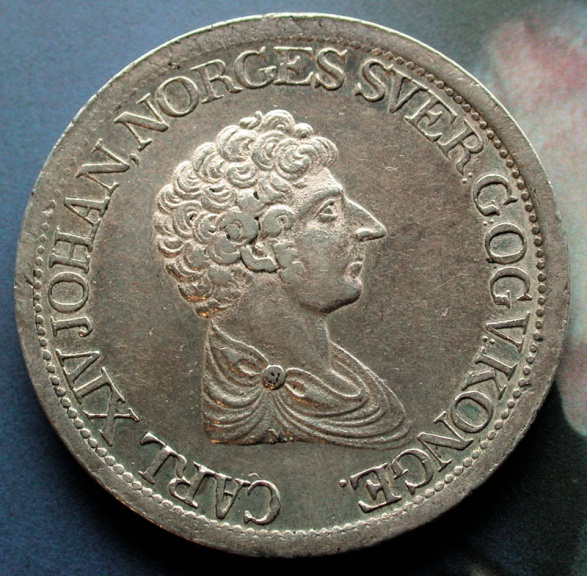 CARL XIV JOHAN, NORGES SVER. G. OG V. KONGE.